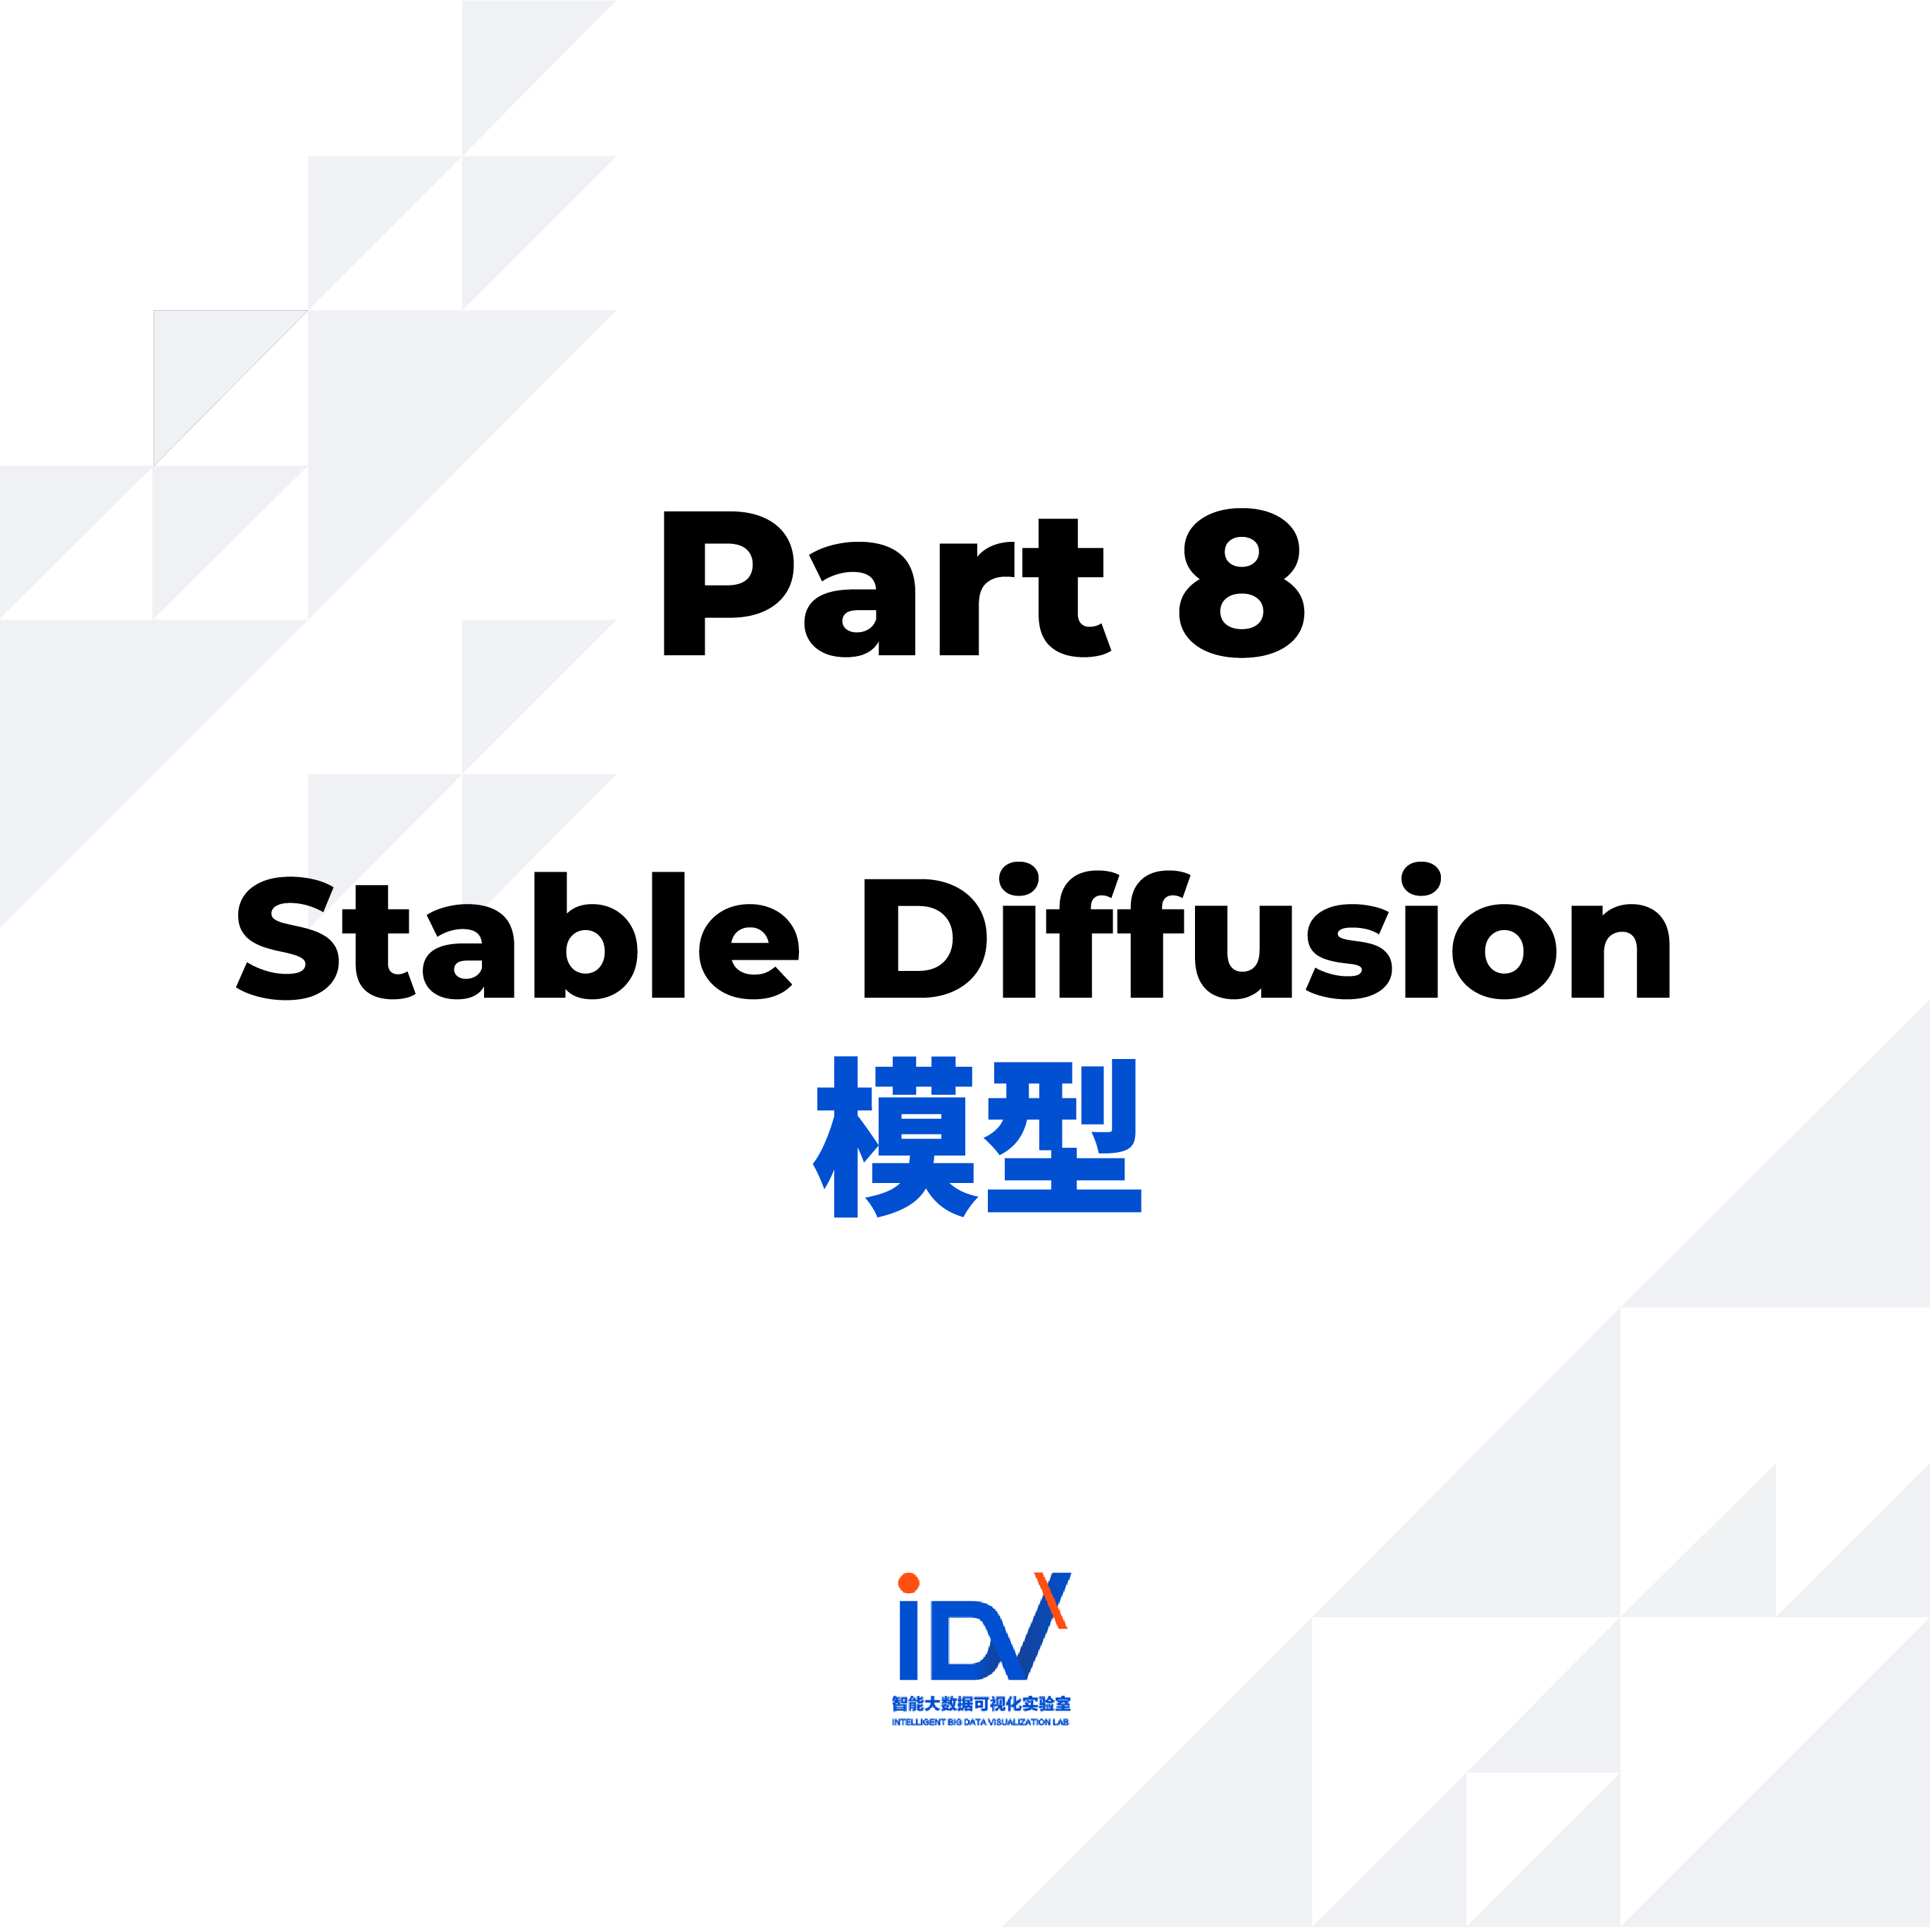 Part 8
Stable Diffusion
模型
iDVX
智能大数据可视化实验室
INTELLIGENT BIG DATA VISUALIZATION LAB